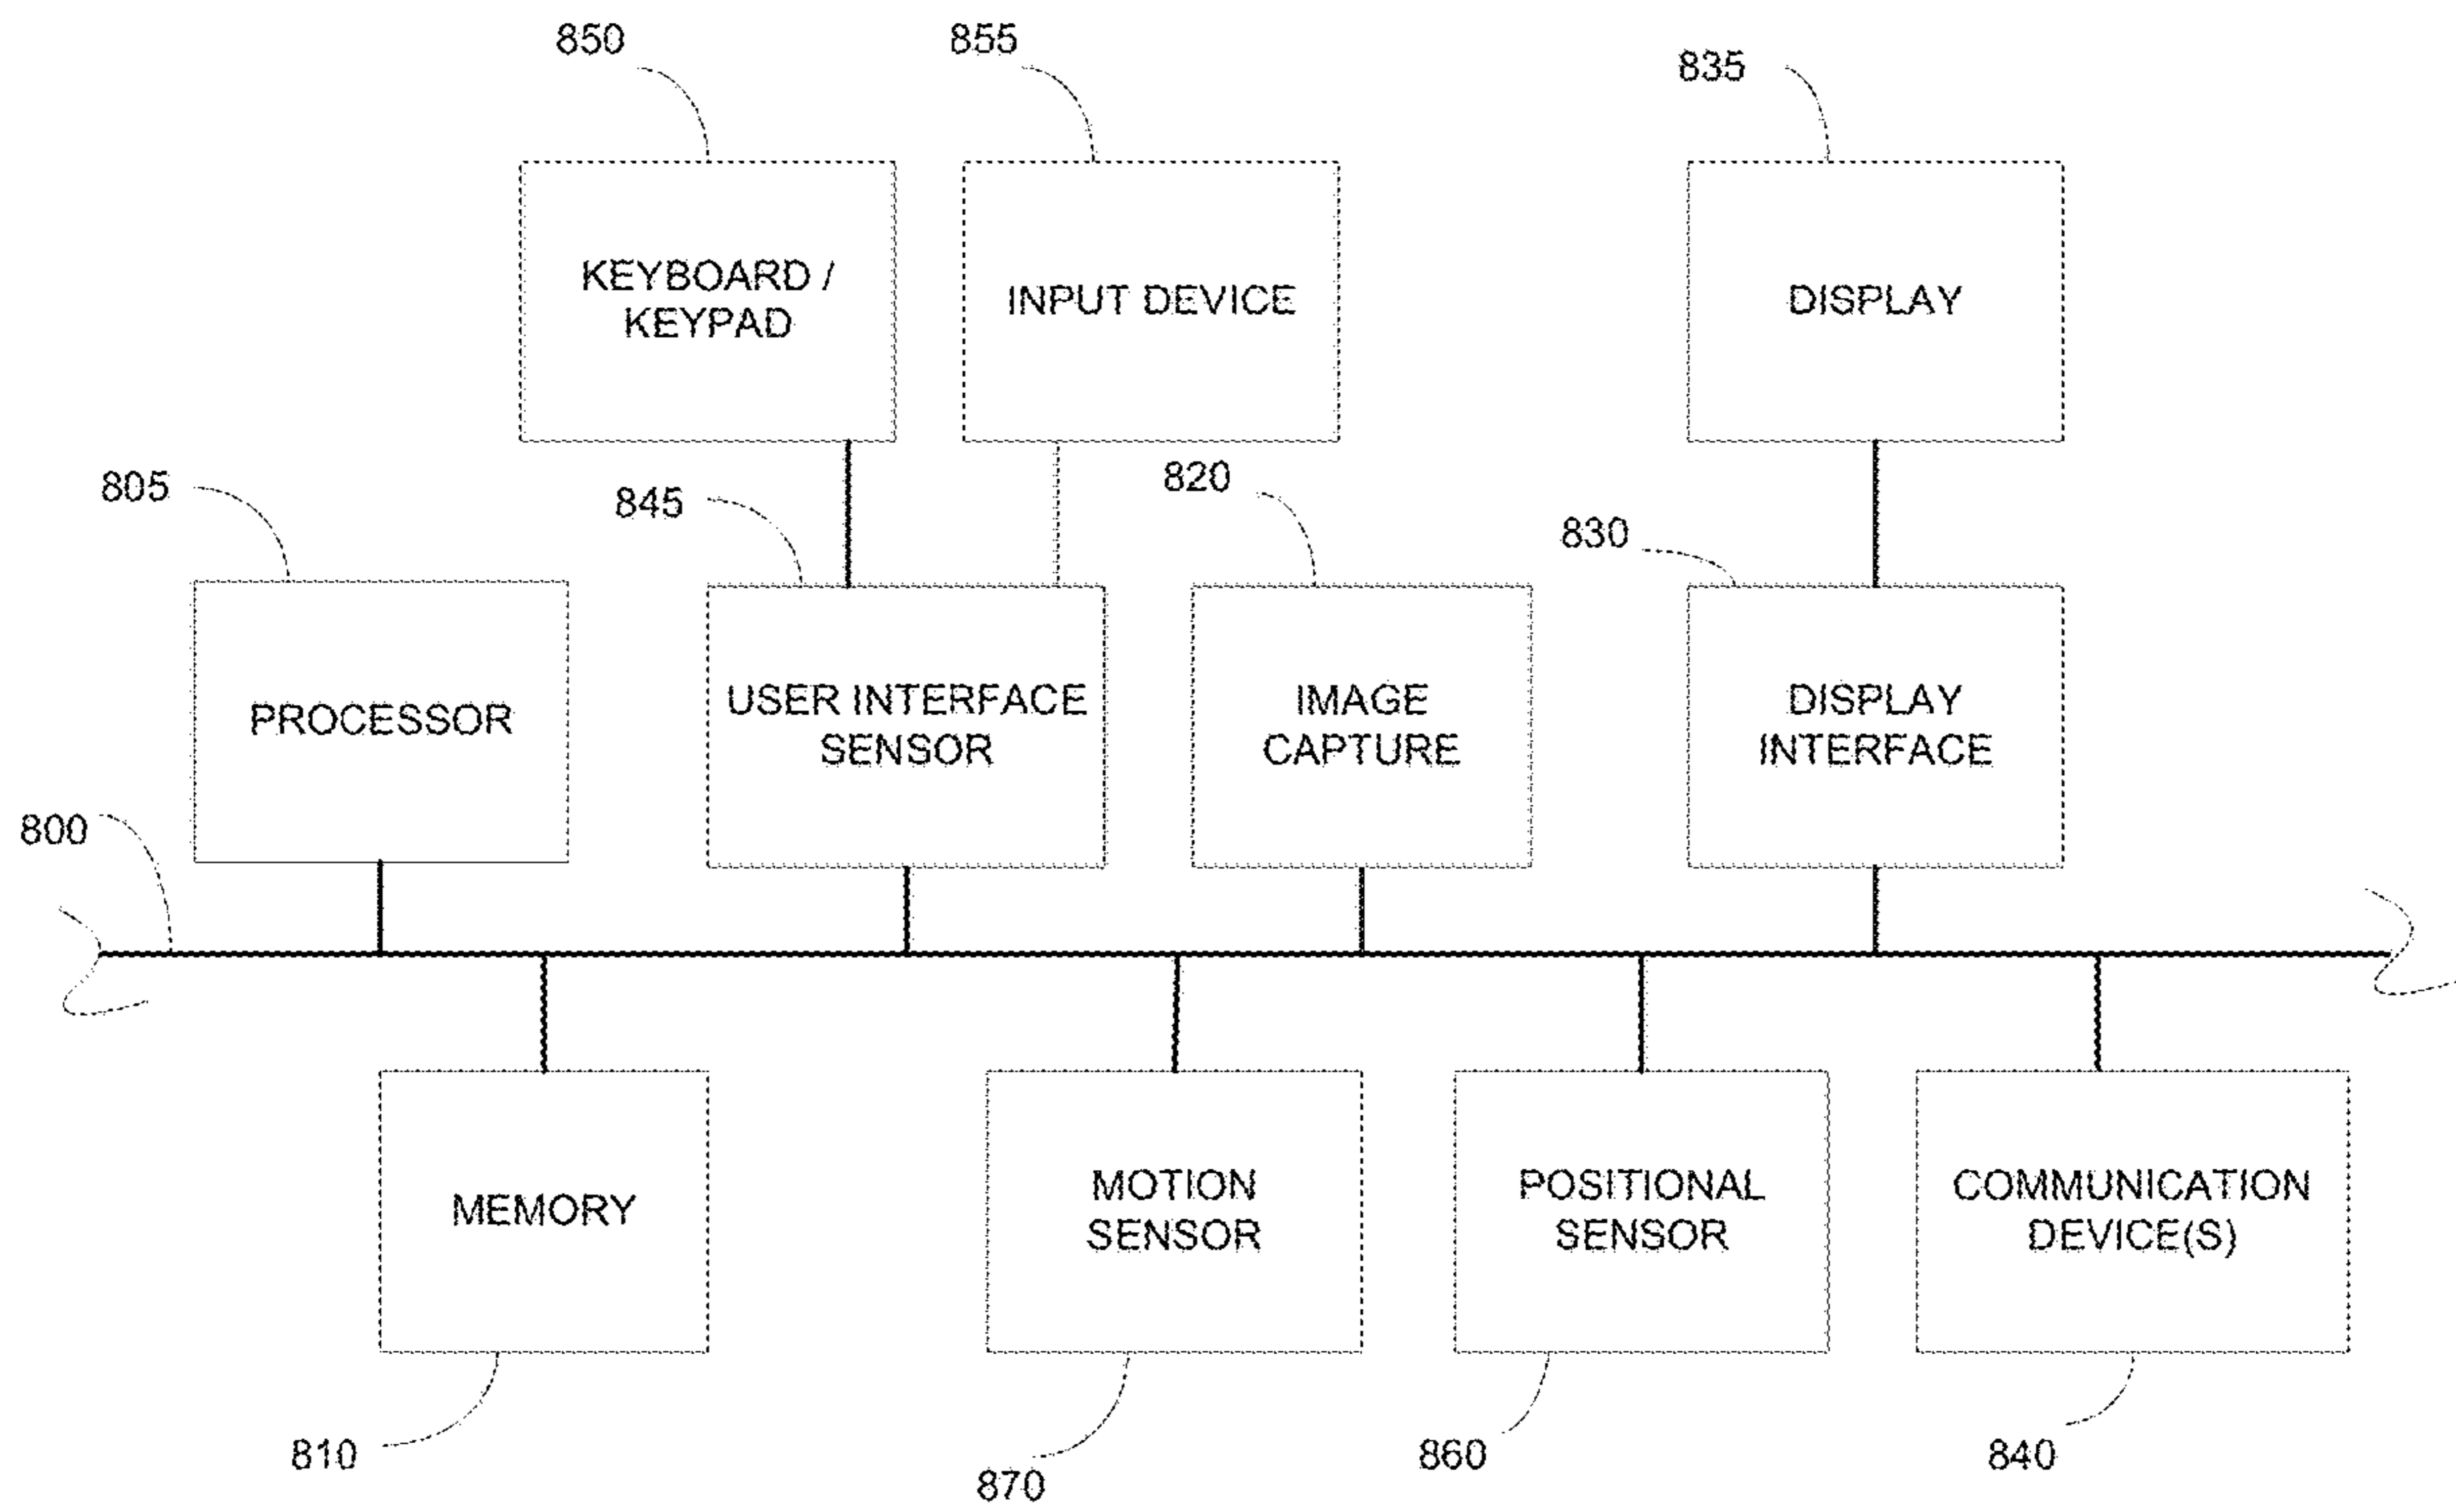 850
855
835
KEYBOARD /
KEYPAD
INPUT DEVICE
DISPLAY
805
845
820
830
PROCESSOR
USER INTERFACE
SENSOR
IMAGE
CAPTURE
DISPLAY
INTERFACE
800
MEMORY
MOTION
SENSOR
POSITIONAL
SENSOR
COMMUNICATION
DEVICE(S)
810
870
860
840